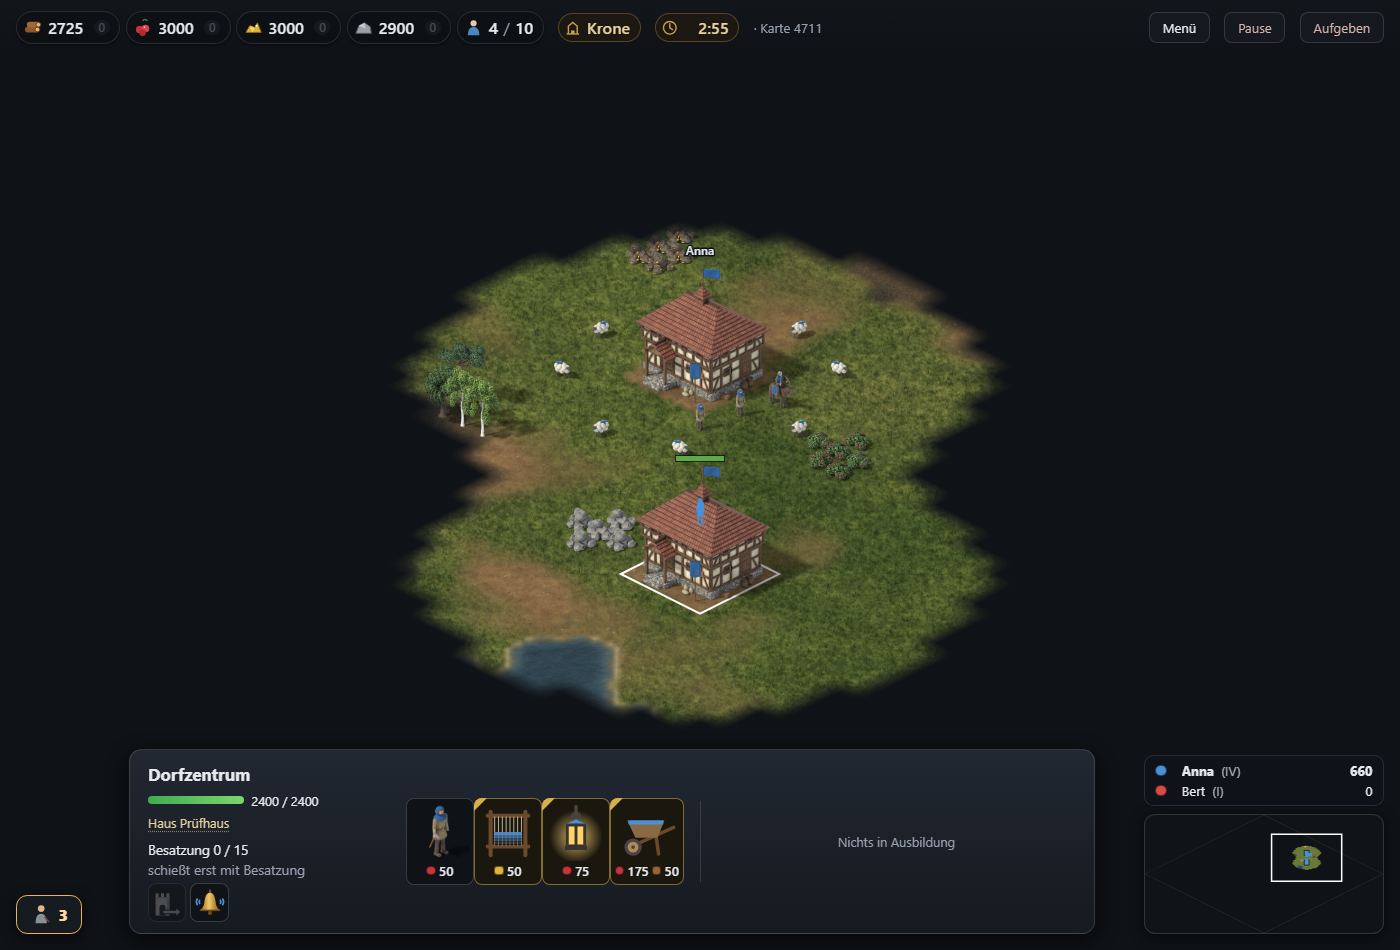 2725 0 3000 0 3000 0 2900 0 4 / 10 Krone 2:55 · Karte 4711 Menü Pause Aufgeben
Anna
Dorfzentrum
2400 / 2400
Haus Prüfhaus
Besatzung 0 / 15
schießt erst mit Besatzung
50 50 75 175 50
Nichts in Ausbildung
Anna (IV) 660
Bert (I) 0
3